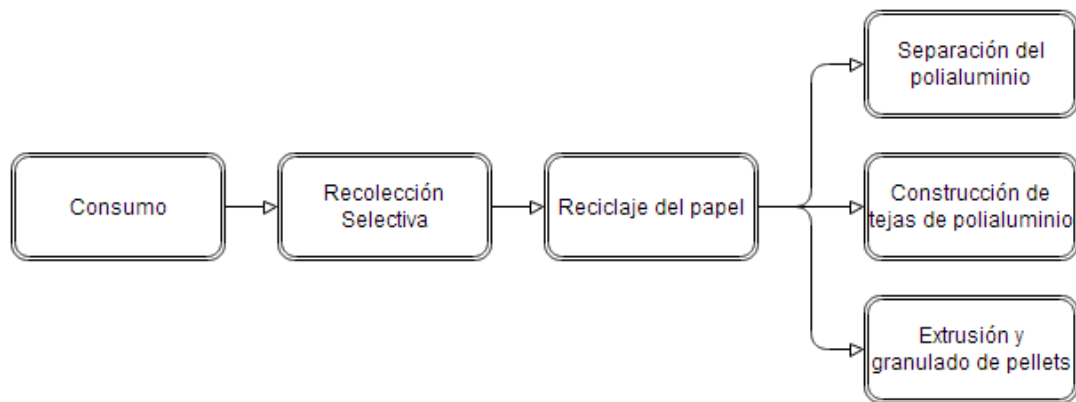 Consumo
Recolección
Selectiva
Reciclaje del papel
Separación del
polialuminio
Construcción de
tejas de polialuminio
Extrusión y
granulado de pellets